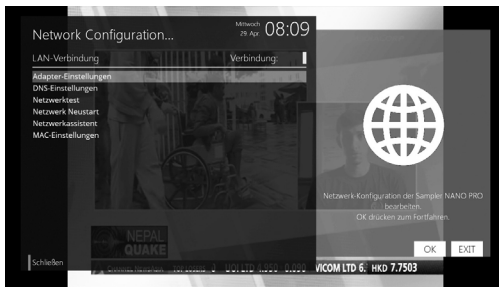 Network Configuration...
Mittwoch
29. Apr
08:09
LAN-Verbindung
Verbindung:
Adapter-Einstellungen
DNS-Einstellungen
Netzwerktest
Netzwerk Neustart
Netzwerkassistent
MAC-Einstellungen
Netzwerk-Konfiguration der Sampler NANO PRO
bearbeiten.
OK drücken zum Fortfahren.
OK
EXIT
NEPAL
QUAKE
Schließen
VICOM LTD 6. HKD 7.7503